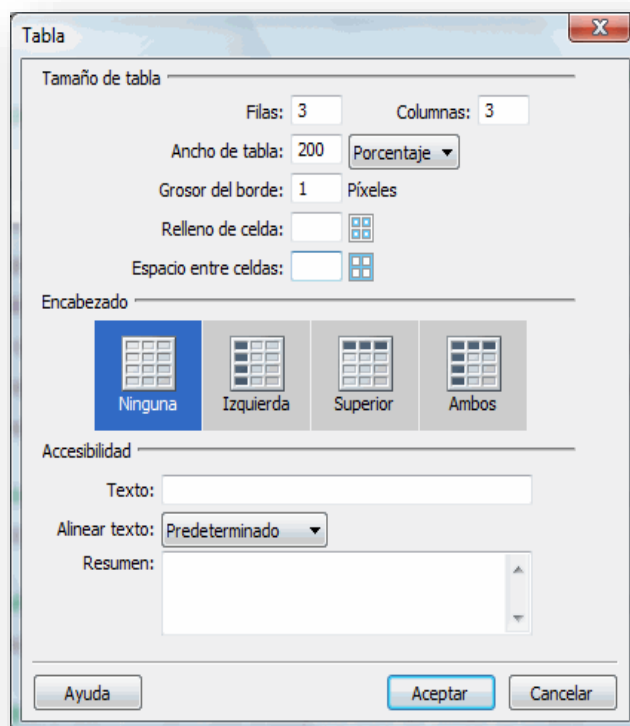 Tabla
Tamaño de tabla
Filas: 3 Columnas: 3
Ancho de tabla: 200 Porcentaje
Grosor del borde: 1 Píxeles
Relleno de celda:
Espacio entre celdas:
Encabezado
Ninguna Izquierda Superior Ambos
Accesibilidad
Texto:
Alinear texto: Predeterminado
Resumen:
Ayuda Aceptar Cancelar